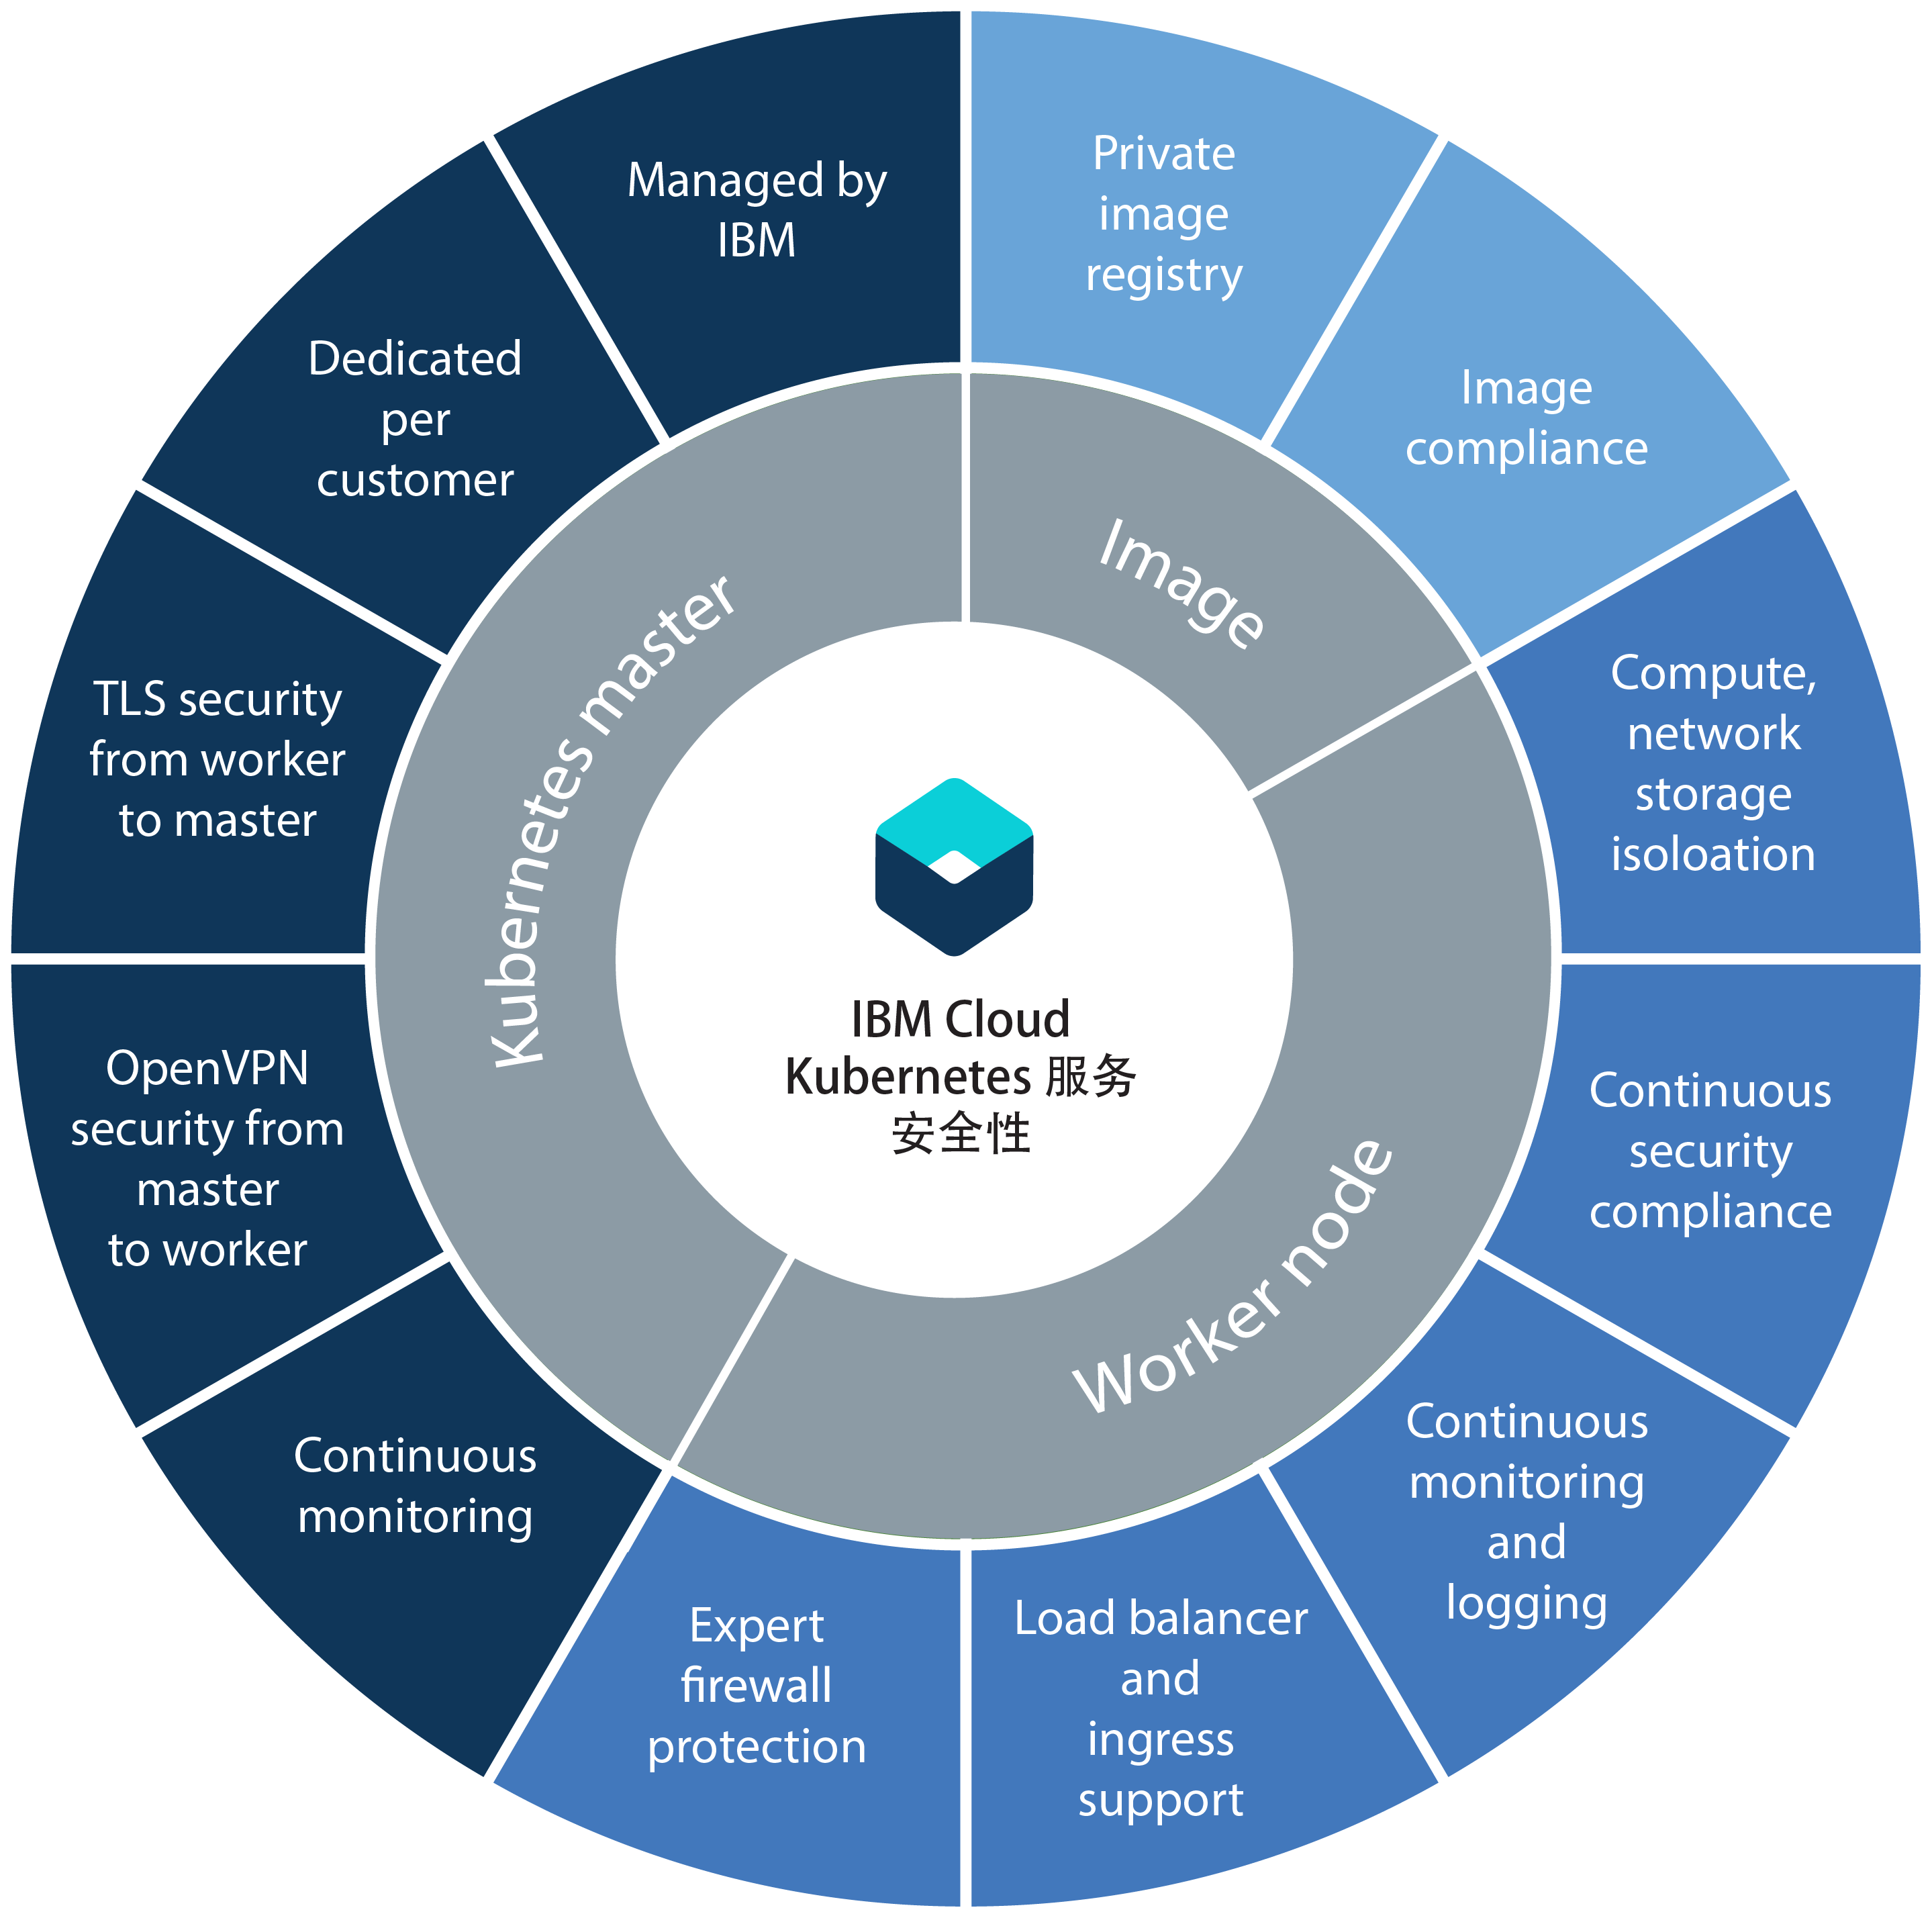 Managed by
IBM
Private
image
registry
Image
compliance
Compute,
network
storage
isoloation
Continuous
security
compliance
Continuous
monitoring
and
logging
Load balancer
and
ingress
support
Expert
firewall
protection
Continuous
monitoring
OpenVPN
security from
master
to worker
TLS security
from worker
to master
Dedicated
per
customer
Kubernetes master
Image
Worker node
IBM Cloud
Kubernetes 服务
安全性